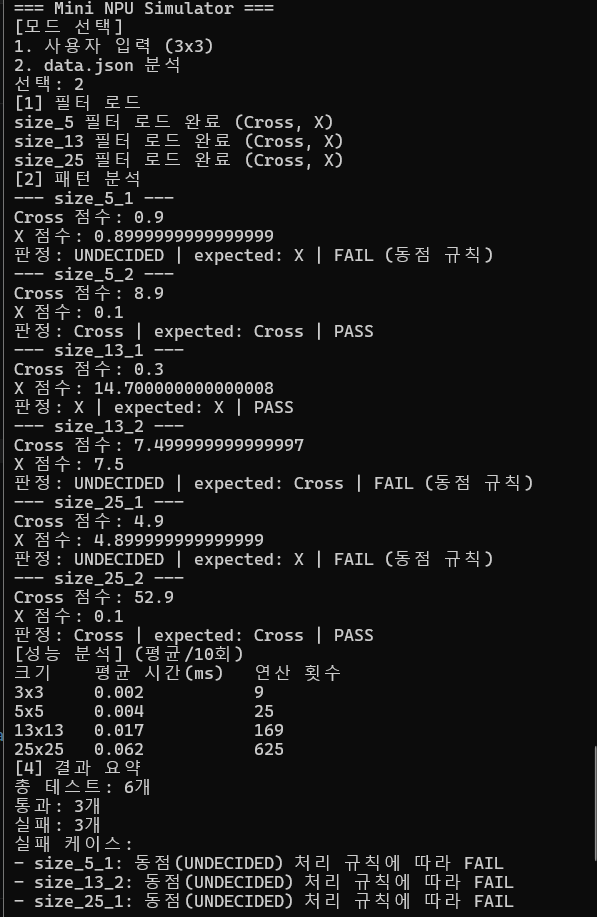 === Mini NPU Simulator ===
[모드 선택]
1. 사용자 입력 (3x3)
2. data.json 분석
선택: 2
[1] 필터 로드
size_5 필터 로드 완료 (Cross, X)
size_13 필터 로드 완료 (Cross, X)
size_25 필터 로드 완료 (Cross, X)
[2] 패턴 분석
--- size_5_1 ---
Cross 점수: 0.9
X 점수: 0.8999999999999999
판정: UNDECIDED | expected: X | FAIL (동점 규칙)
--- size_5_2 ---
Cross 점수: 8.9
X 점수: 0.1
판정: Cross | expected: Cross | PASS
--- size_13_1 ---
Cross 점수: 0.3
X 점수: 14.700000000000008
판정: X | expected: X | PASS
--- size_13_2 ---
Cross 점수: 7.499999999999997
X 점수: 7.5
판정: UNDECIDED | expected: Cross | FAIL (동점 규칙)
--- size_25_1 ---
Cross 점수: 4.9
X 점수: 4.899999999999999
판정: UNDECIDED | expected: X | FAIL (동점 규칙)
--- size_25_2 ---
Cross 점수: 52.9
X 점수: 0.1
판정: Cross | expected: Cross | PASS
[성능 분석] (평균/10회)
크기 평균 시간(ms) 연산 횟수
3x3 0.002 9
5x5 0.004 25
13x13 0.017 169
25x25 0.062 625
[4] 결과 요약
총 테스트: 6개
통과: 3개
실패: 3개
실패 케이스:
- size_5_1: 동점(UNDECIDED) 처리 규칙에 따라 FAIL
- size_13_2: 동점(UNDECIDED) 처리 규칙에 따라 FAIL
- size_25_1: 동점(UNDECIDED) 처리 규칙에 따라 FAIL